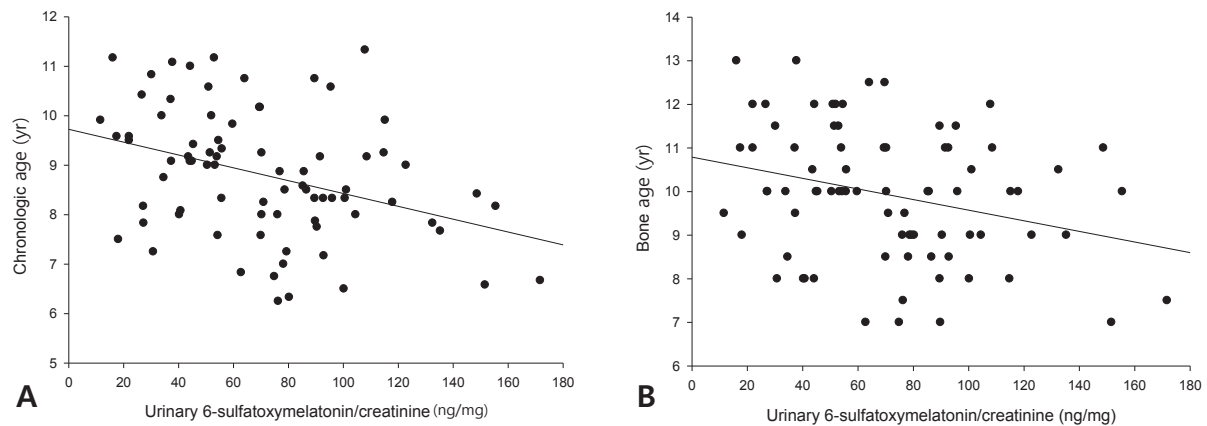 12
11
10
9
8
7
6
5
Chronologic age (yr)
0 20 40 60 80 100 120 140 160 180
Urinary 6-sulfatoxymelatonin/creatinine (ng/mg)
A
14
13
12
11
10
9
8
7
6
Bone age (yr)
0 20 40 60 80 100 120 140 160 180
Urinary 6-sulfatoxymelatonin/creatinine (ng/mg)
B